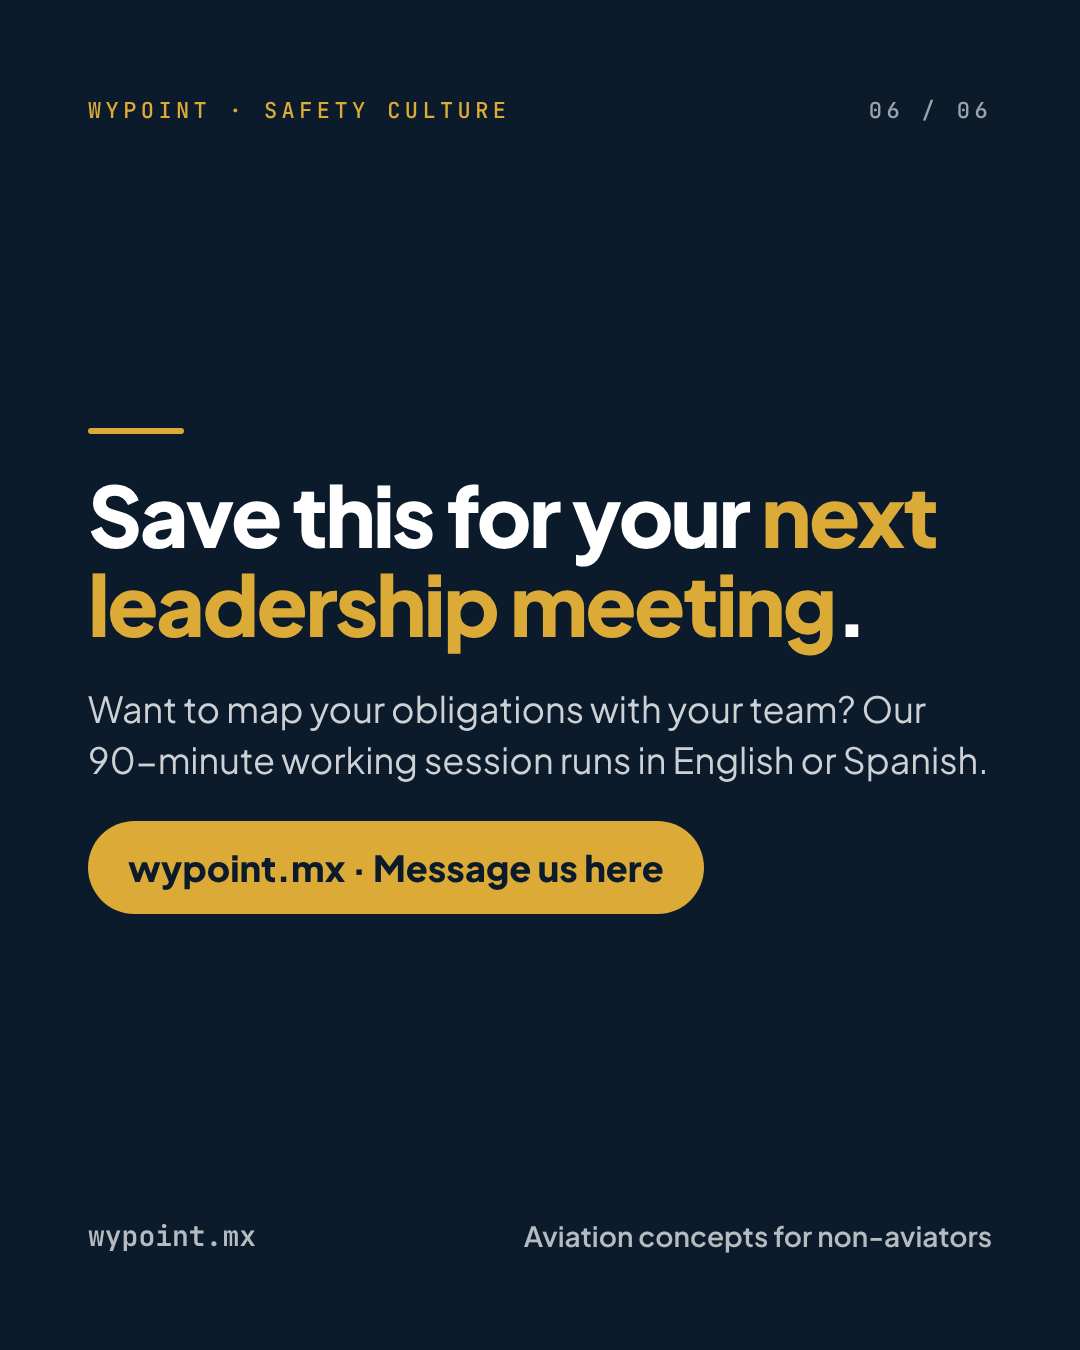 WYPOINT · SAFETY CULTURE
06 / 06
Save this for your next
leadership meeting.
Want to map your obligations with your team? Our
90-minute working session runs in English or Spanish.
wypoint.mx · Message us here
wypoint.mx
Aviation concepts for non-aviators